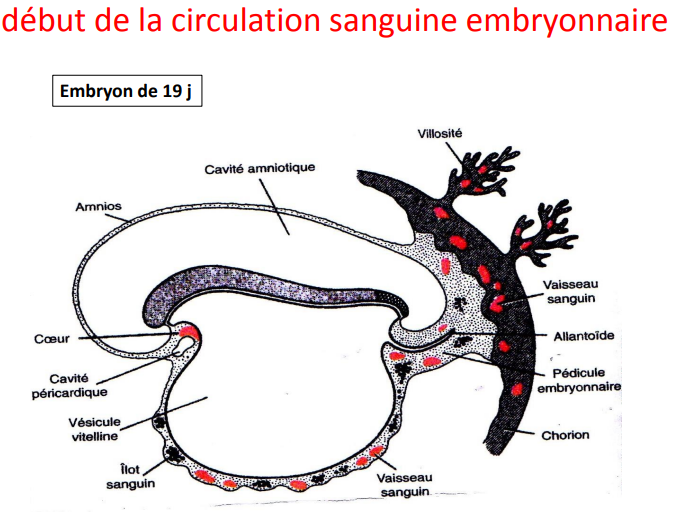 début de la circulation sanguine embryonnaire
Embryon de 19 j
Villosité
Cavité amniotique
Amnios
Vaisseau
sanguin
Cœur
Allantoïde
Cavité
péricardique
Pédicule
embryonnaire
Vésicule
vitelline
Chorion
Îlot
sanguin
Vaisseau
sanguin